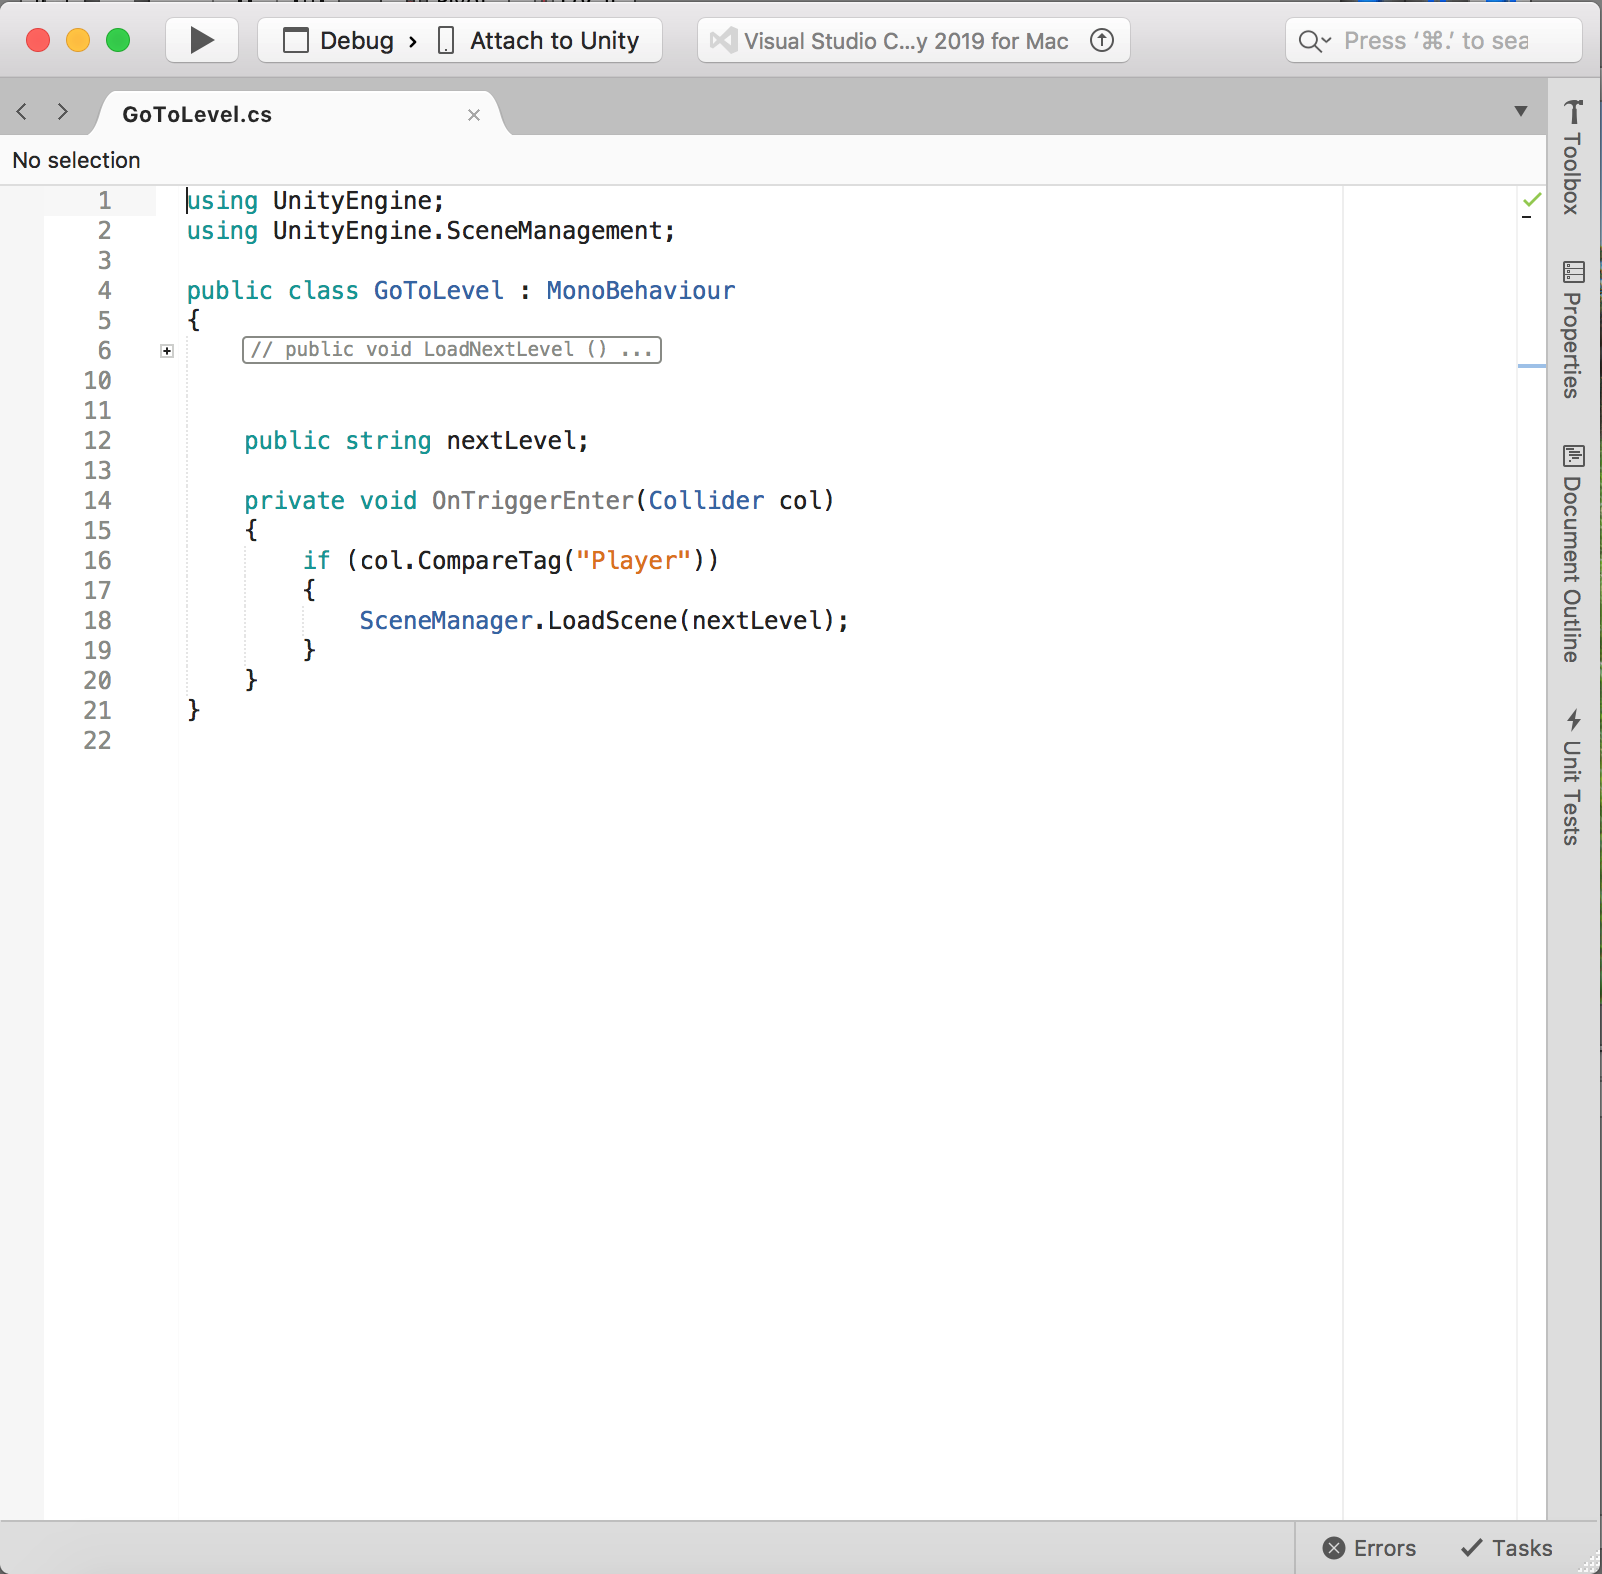 Debug › Attach to Unity
Visual Studio C...y 2019 for Mac
Press ‘⌘.’ to sea
GoToLevel.cs
No selection
1 using UnityEngine;
2 using UnityEngine.SceneManagement;
3
4 public class GoToLevel : MonoBehaviour
5 {
6 // public void LoadNextLevel () ...
10
11
12 public string nextLevel;
13
14 private void OnTriggerEnter(Collider col)
15 {
16 if (col.CompareTag("Player"))
17 {
18 SceneManager.LoadScene(nextLevel);
19 }
20 }
21 }
22
Toolbox
Properties
Document Outline
Unit Tests
Errors
Tasks